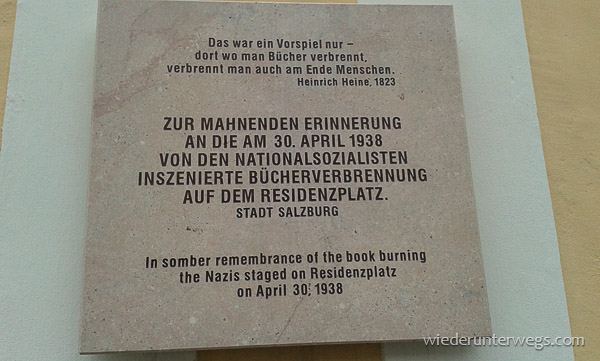 Das war ein Vorspiel nur –
dort wo man Bücher verbrennt,
verbrennt man auch am Ende Menschen.
Heinrich Heine, 1823
ZUR MAHNENDEN ERINNERUNG
AN DIE AM 30. APRIL 1938
VON DEN NATIONALSOZIALISTEN
INSZENIERTE BÜCHERVERBRENNUNG
AUF DEM RESIDENZPLATZ.
STADT SALZBURG
In somber remembrance of the book burning
the Nazis staged on Residenzplatz
on April 30, 1938
wiederunterwegs.com